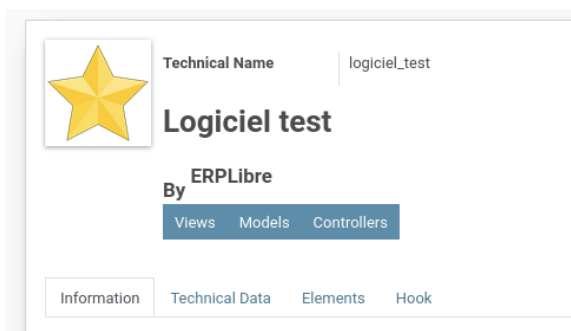 Technical Name logiciel_test
Logiciel test
By ERPLibre
Views Models Controllers
Information Technical Data Elements Hook